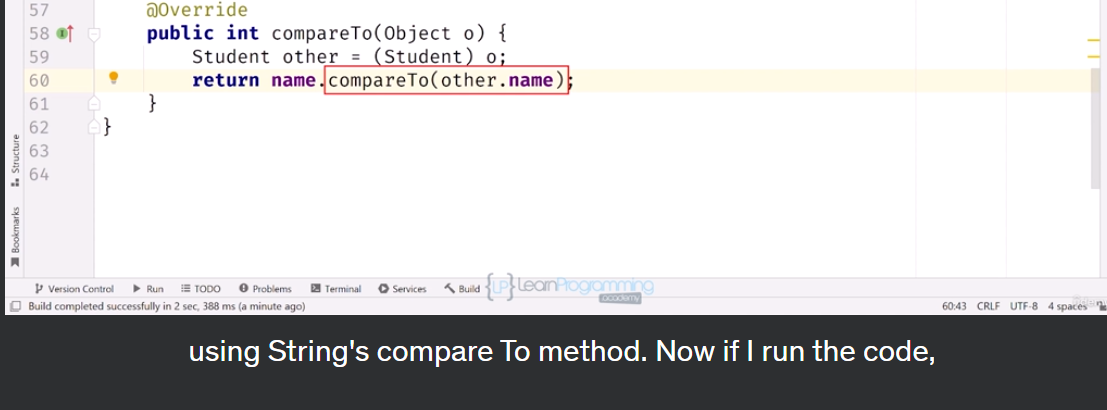 57 @Override
58 public int compareTo(Object o) {
59 Student other = (Student) o;
60 return name.compareTo(other.name);
61 }
62 }
63
64
Structure
Bookmarks
{LP} LearnProgramming
academy
Version Control Run TODO Problems Terminal Services Build
Build completed successfully in 2 sec, 388 ms (a minute ago) 60:43 CRLF UTF-8 4 spaces
using String's compare To method. Now if I run the code,